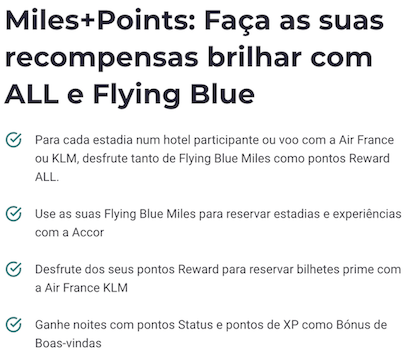 Miles+Points: Faça as suas
recompensas brilhar com
ALL e Flying Blue
Para cada estadia num hotel participante ou voo com a Air France
ou KLM, desfrute tanto de Flying Blue Miles como pontos Reward
ALL.
Use as suas Flying Blue Miles para reservar estadias e experiências
com a Accor
Desfrute dos seus pontos Reward para reservar bilhetes prime com
a Air France KLM
Ganhe noites com pontos Status e pontos de XP como Bónus de
Boas-vindas